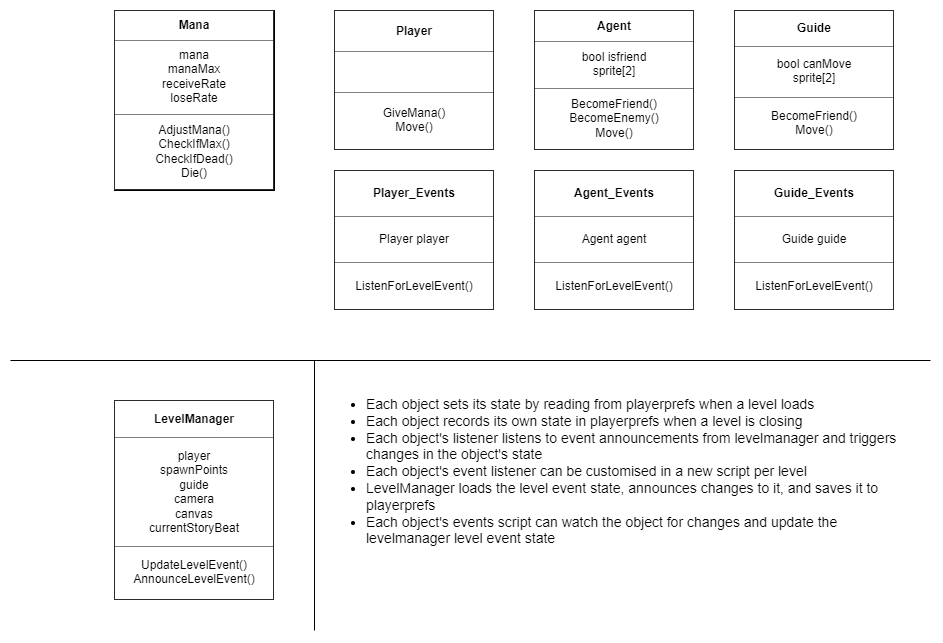 Mana
mana
manaMax
receiveRate
loseRate
AdjustMana()
CheckIfMax()
CheckIfDead()
Die()
Player
GiveMana()
Move()
Agent
bool isfriend
sprite[2]
BecomeFriend()
BecomeEnemy()
Move()
Guide
bool canMove
sprite[2]
BecomeFriend()
Move()
Player_Events
Player player
ListenForLevelEvent()
Agent_Events
Agent agent
ListenForLevelEvent()
Guide_Events
Guide guide
ListenForLevelEvent()
LevelManager
player
spawnPoints
guide
camera
canvas
currentStoryBeat
UpdateLevelEvent()
AnnounceLevelEvent()
• Each object sets its state by reading from playerprefs when a level loads
• Each object records its own state in playerprefs when a level is closing
• Each object's listener listens to event announcements from levelmanager and triggers
changes in the object's state
• Each object's event listener can be customised in a new script per level
• LevelManager loads the level event state, announces changes to it, and saves it to
playerprefs
• Each object's events script can watch the object for changes and update the
levelmanager level event state